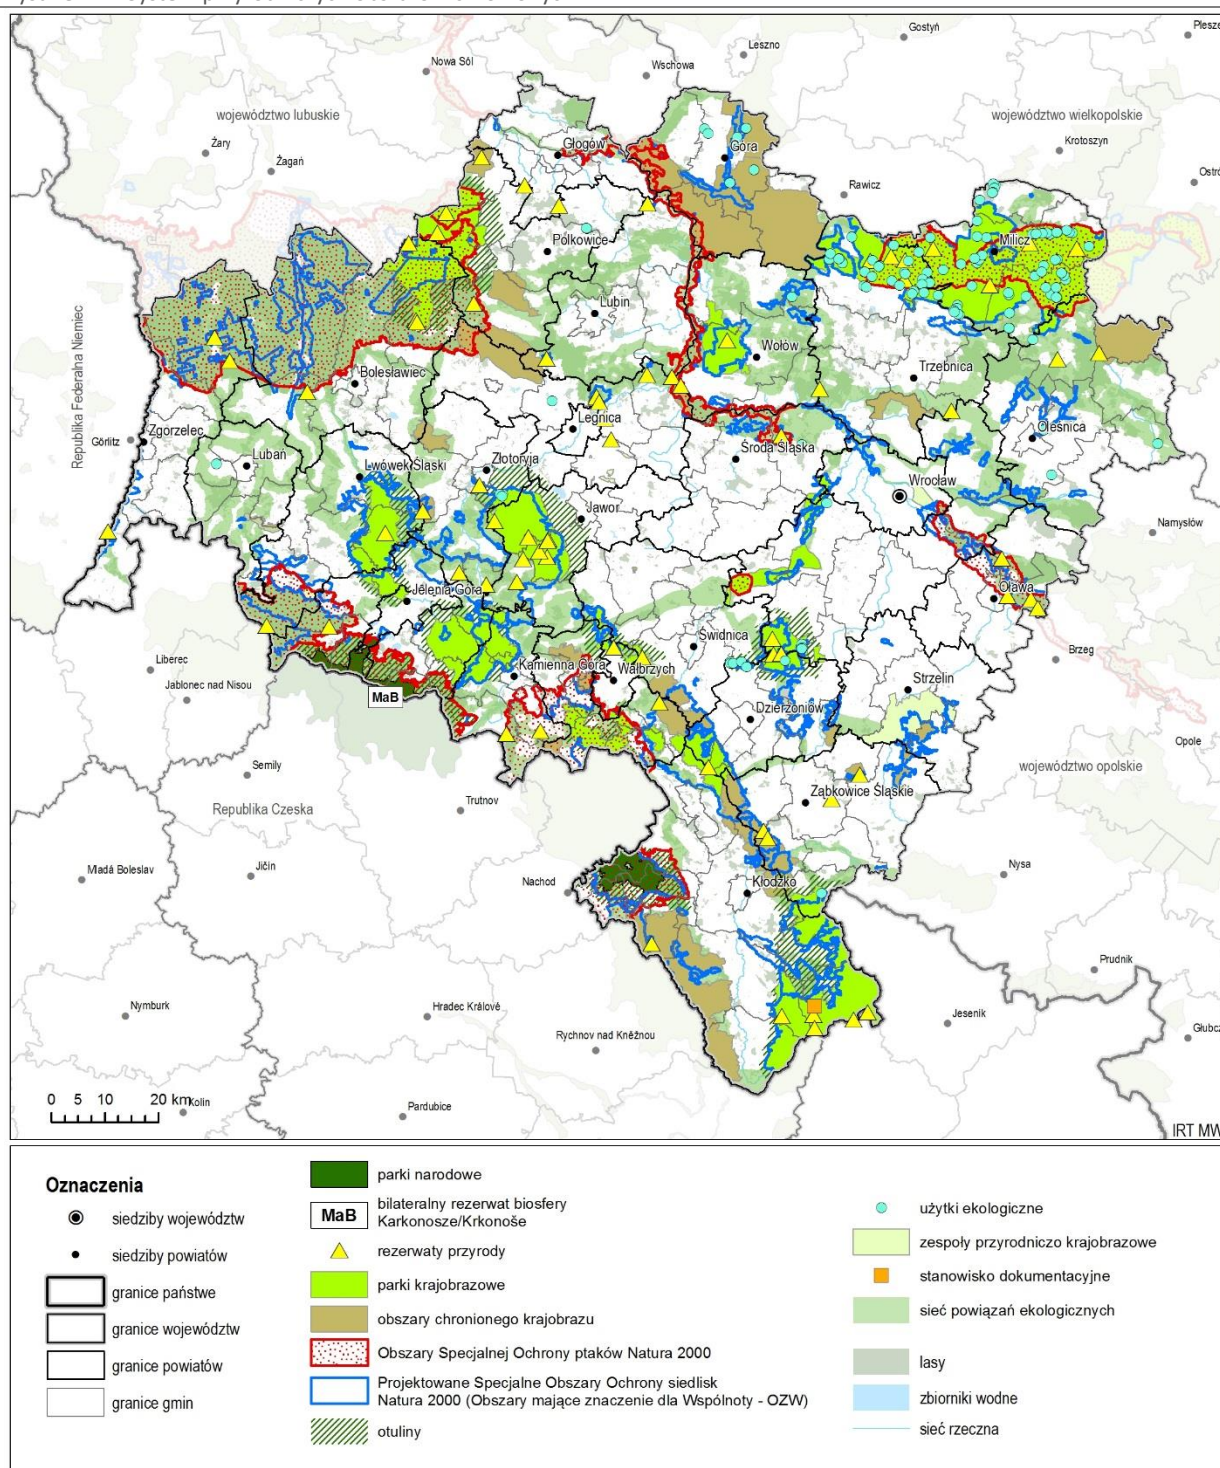 Gostyń
Plesze
Leszno
Nowa Sól
Wschowa
województwo lubuskie
województwo wielkopolskie
Żary
Głogów
Góra
Krotoszyn
Żagań
Rawicz
Ostró
Polkowice
Milicz
Lubin
Republika Federalna Niemiec
Wołów
Bolesławiec
Trzebnica
Legnica
Görlitz
Zgorzelec
Oleśnica
Środa Śląska
Lubań
Lwówek Śląski
Złotoryja
Wrocław
Jawor
Namysłów
Jelenia Góra
Oława
Świdnica
Liberec
Kamienna Góra
Wałbrzych
Brzeg
Jablonec nad Nisou
MaB
Strzelin
Dzierżoniów
Opole
Semily
województwo opolskie
Ząbkowice Śląskie
Republika Czeska
Trutnov
Mladá Boleslav
Jičín
Nysa
Nachod
Kłodzko
Prudnik
Nymburk
Hradec Králové
Jesenik
Rychnov nad Kněžnou
Głubcz
0 5 10 20 km
Kolin
Pardubice
IRT MW
Oznaczenia
siedziby województw
siedziby powiatów
granice państwe
granice województw
granice powiatów
granice gmin
parki narodowe
MaB
bilateralny rezerwat biosfery
Karkonosze/Krkonoše
rezerwaty przyrody
parki krajobrazowe
obszary chronionego krajobrazu
Obszary Specjalnej Ochrony ptaków Natura 2000
Projektowane Specjalne Obszary Ochrony siedlisk
Natura 2000 (Obszary mające znaczenie dla Wspólnoty - OZW)
otuliny
użytki ekologiczne
zespoły przyrodniczo krajobrazowe
stanowisko dokumentacyjne
sieć powiązań ekologicznych
lasy
zbiorniki wodne
sieć rzeczna